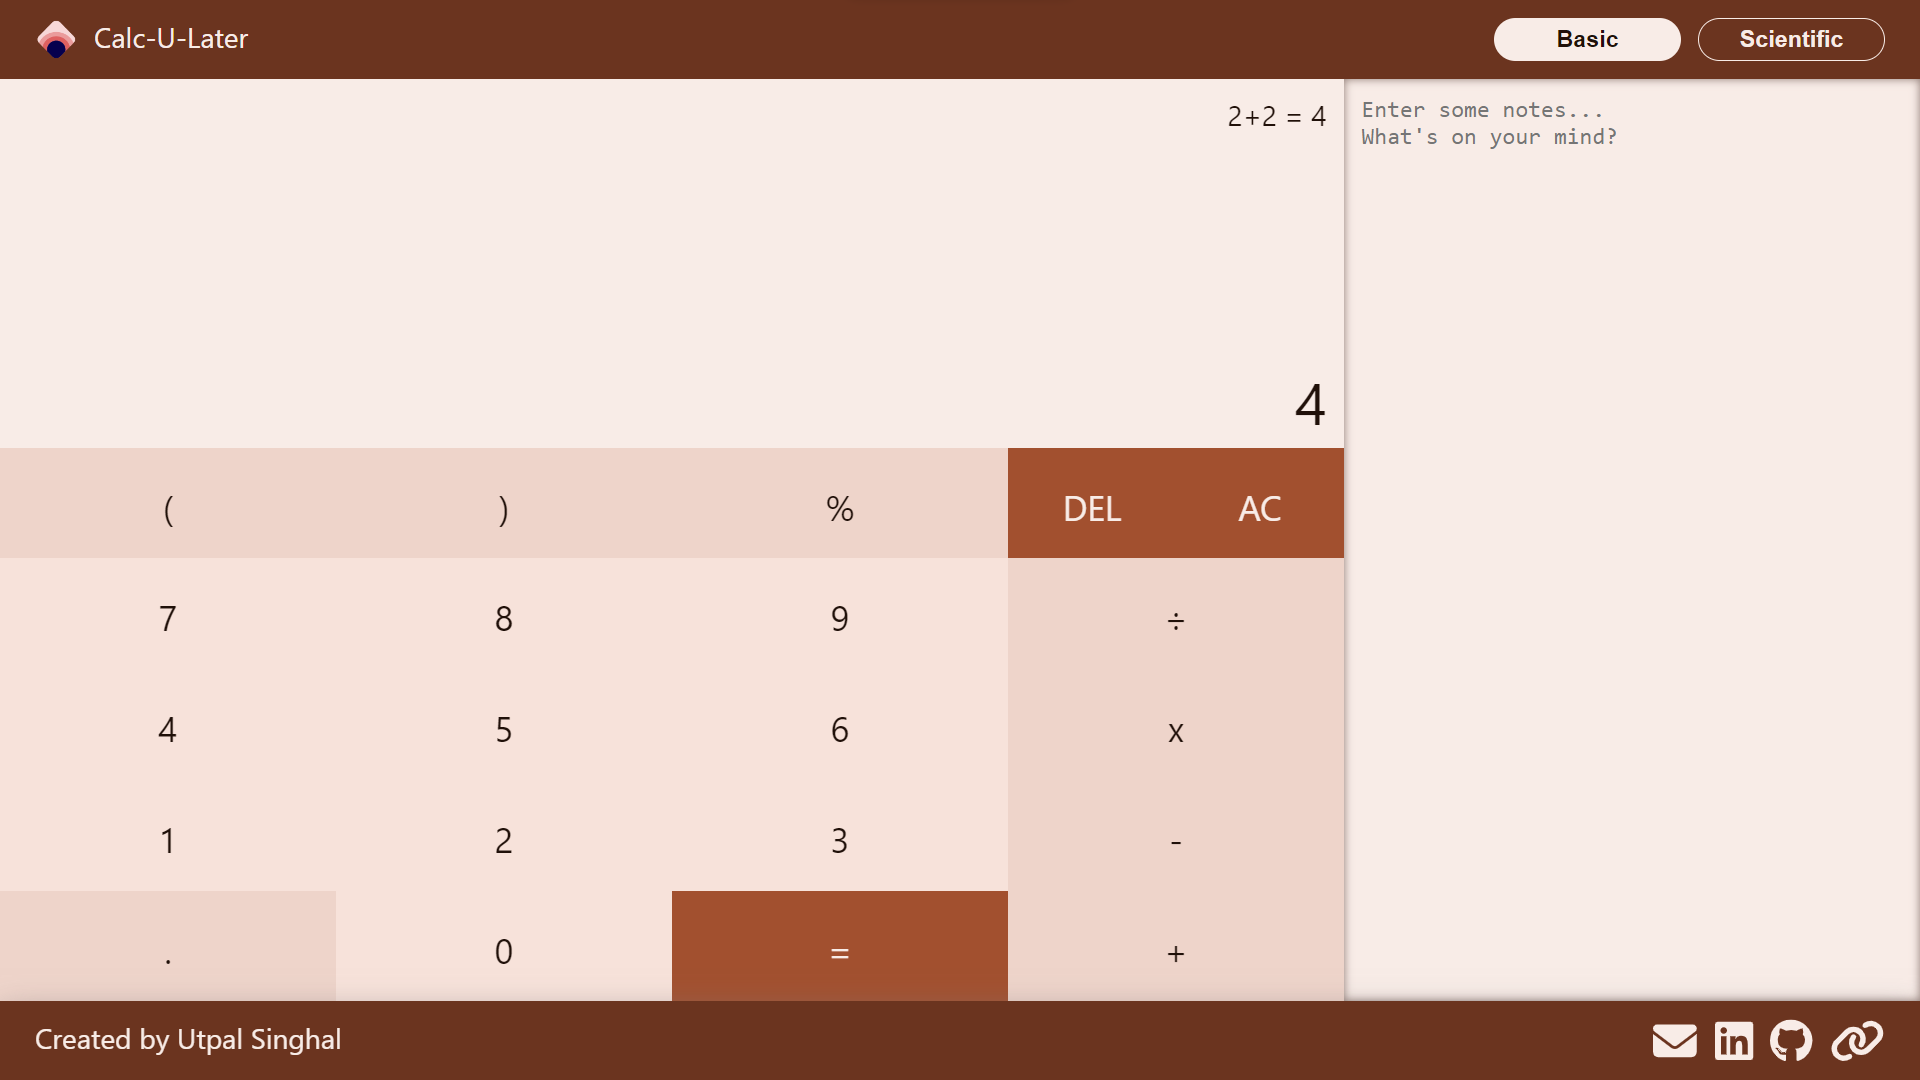 Calc-U-Later
Basic Scientific
2+2 = 4
Enter some notes...
What's on your mind?
4
( ) % DEL AC
7 8 9 ÷
4 5 6 x
1 2 3 -
. 0 = +
Created by Utpal Singhal
in